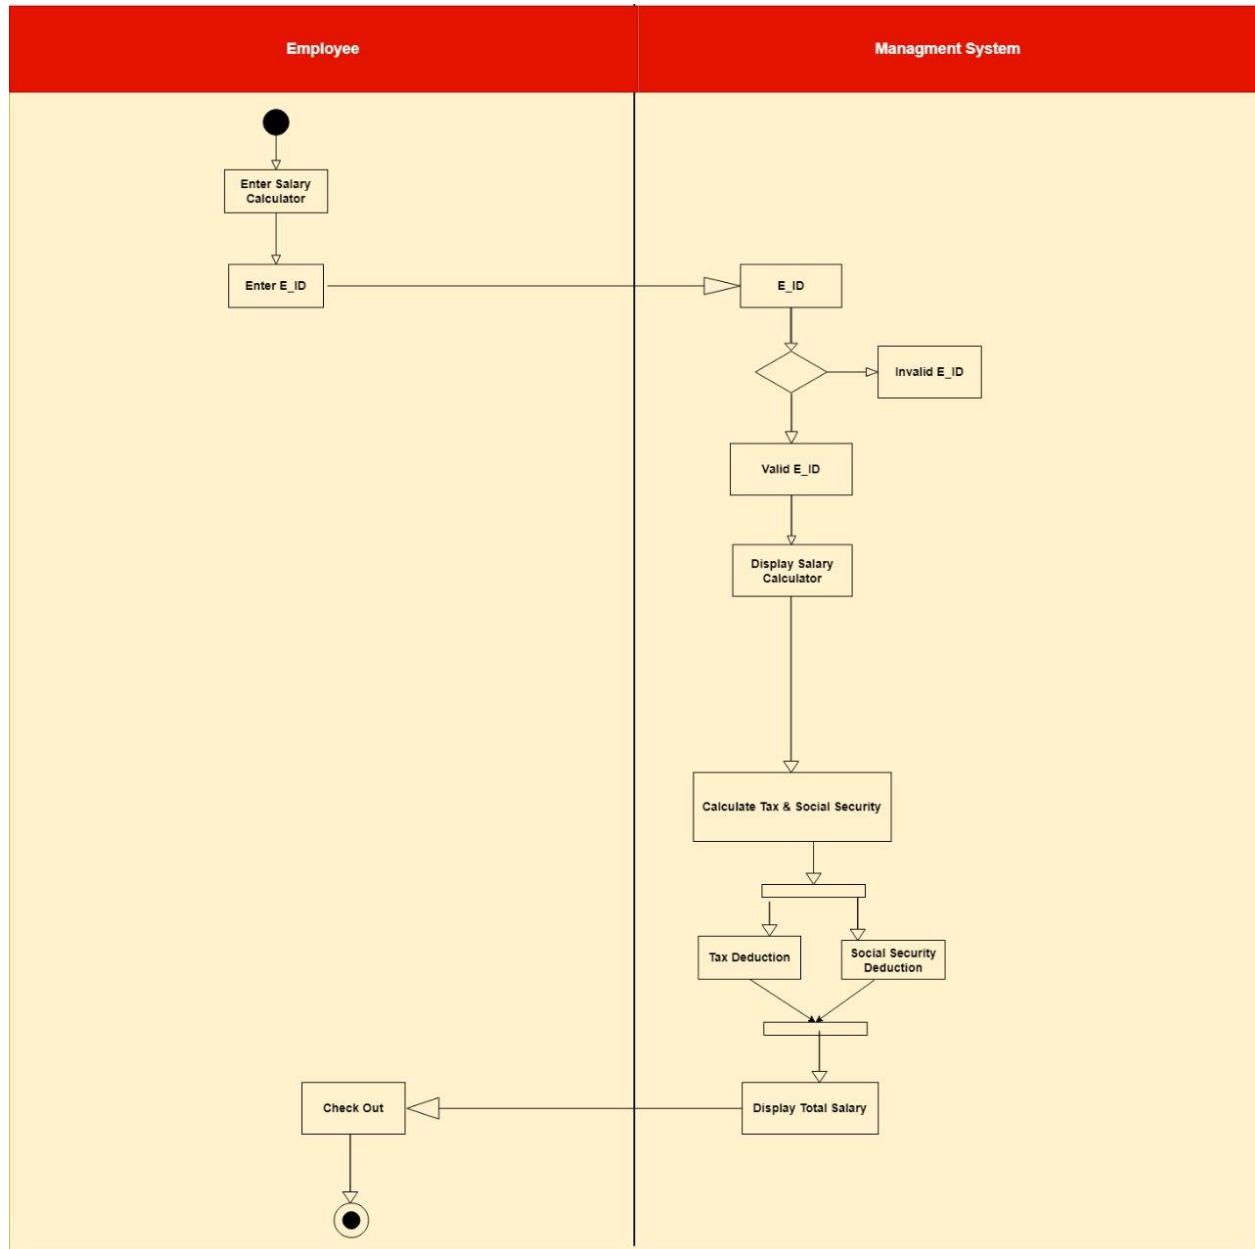 Employee
Managment System
Enter Salary
Calculator
Enter E_ID
E_ID
Invalid E_ID
Valid E_ID
Display Salary
Calculator
Calculate Tax & Social Security
Tax Deduction
Social Security
Deduction
Check Out
Display Total Salary